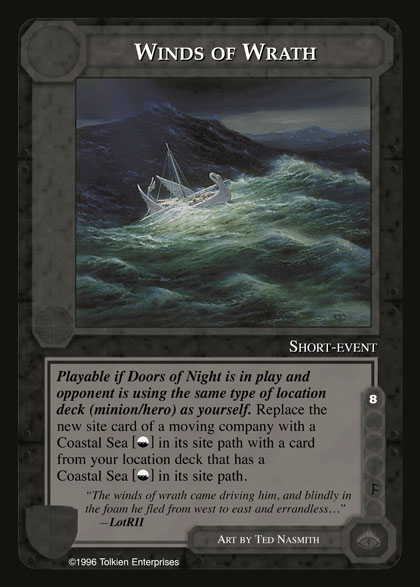 WINDS OF WRATH
SHORT-EVENT
Playable if Doors of Night is in play and
opponent is using the same type of location
deck (minion/hero) as yourself. Replace the
new site card of a moving company with a
Coastal Sea [ ] in its site path with a card
from your location deck that has a
Coastal Sea [ ] in its site path.
8
"The winds of wrath came driving him, and blindly in
the foam he fled from west to east and errandless…"
—LotRII
ART BY TED NASMITH
©1996 Tolkien Enterprises